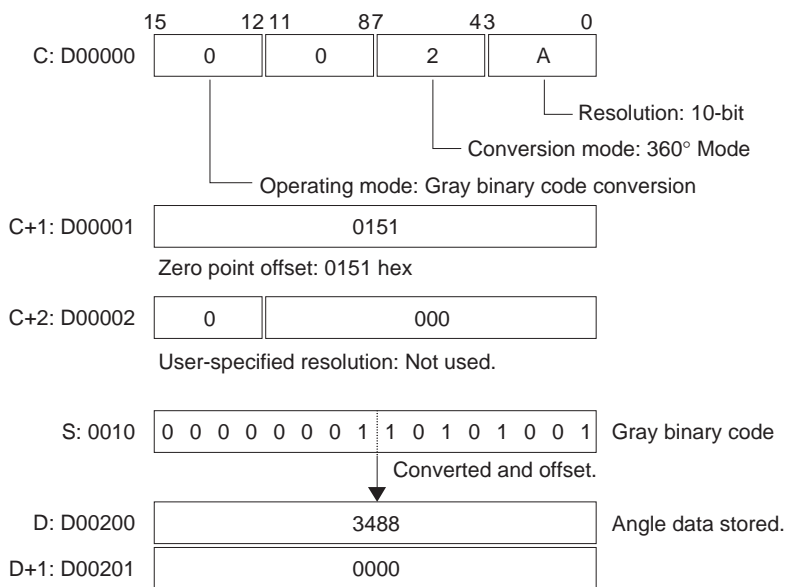 15 12 11 8 7 4 3 0
C: D00000 0 0 2 A
Resolution: 10-bit
Conversion mode: 360° Mode
Operating mode: Gray binary code conversion
C+1: D00001 0151
Zero point offset: 0151 hex
C+2: D00002 0 000
User-specified resolution: Not used.
S: 0010 0 0 0 0 0 0 0 1 1 0 1 0 1 0 0 1 Gray binary code
Converted and offset.
D: D00200 3488 Angle data stored.
D+1: D00201 0000